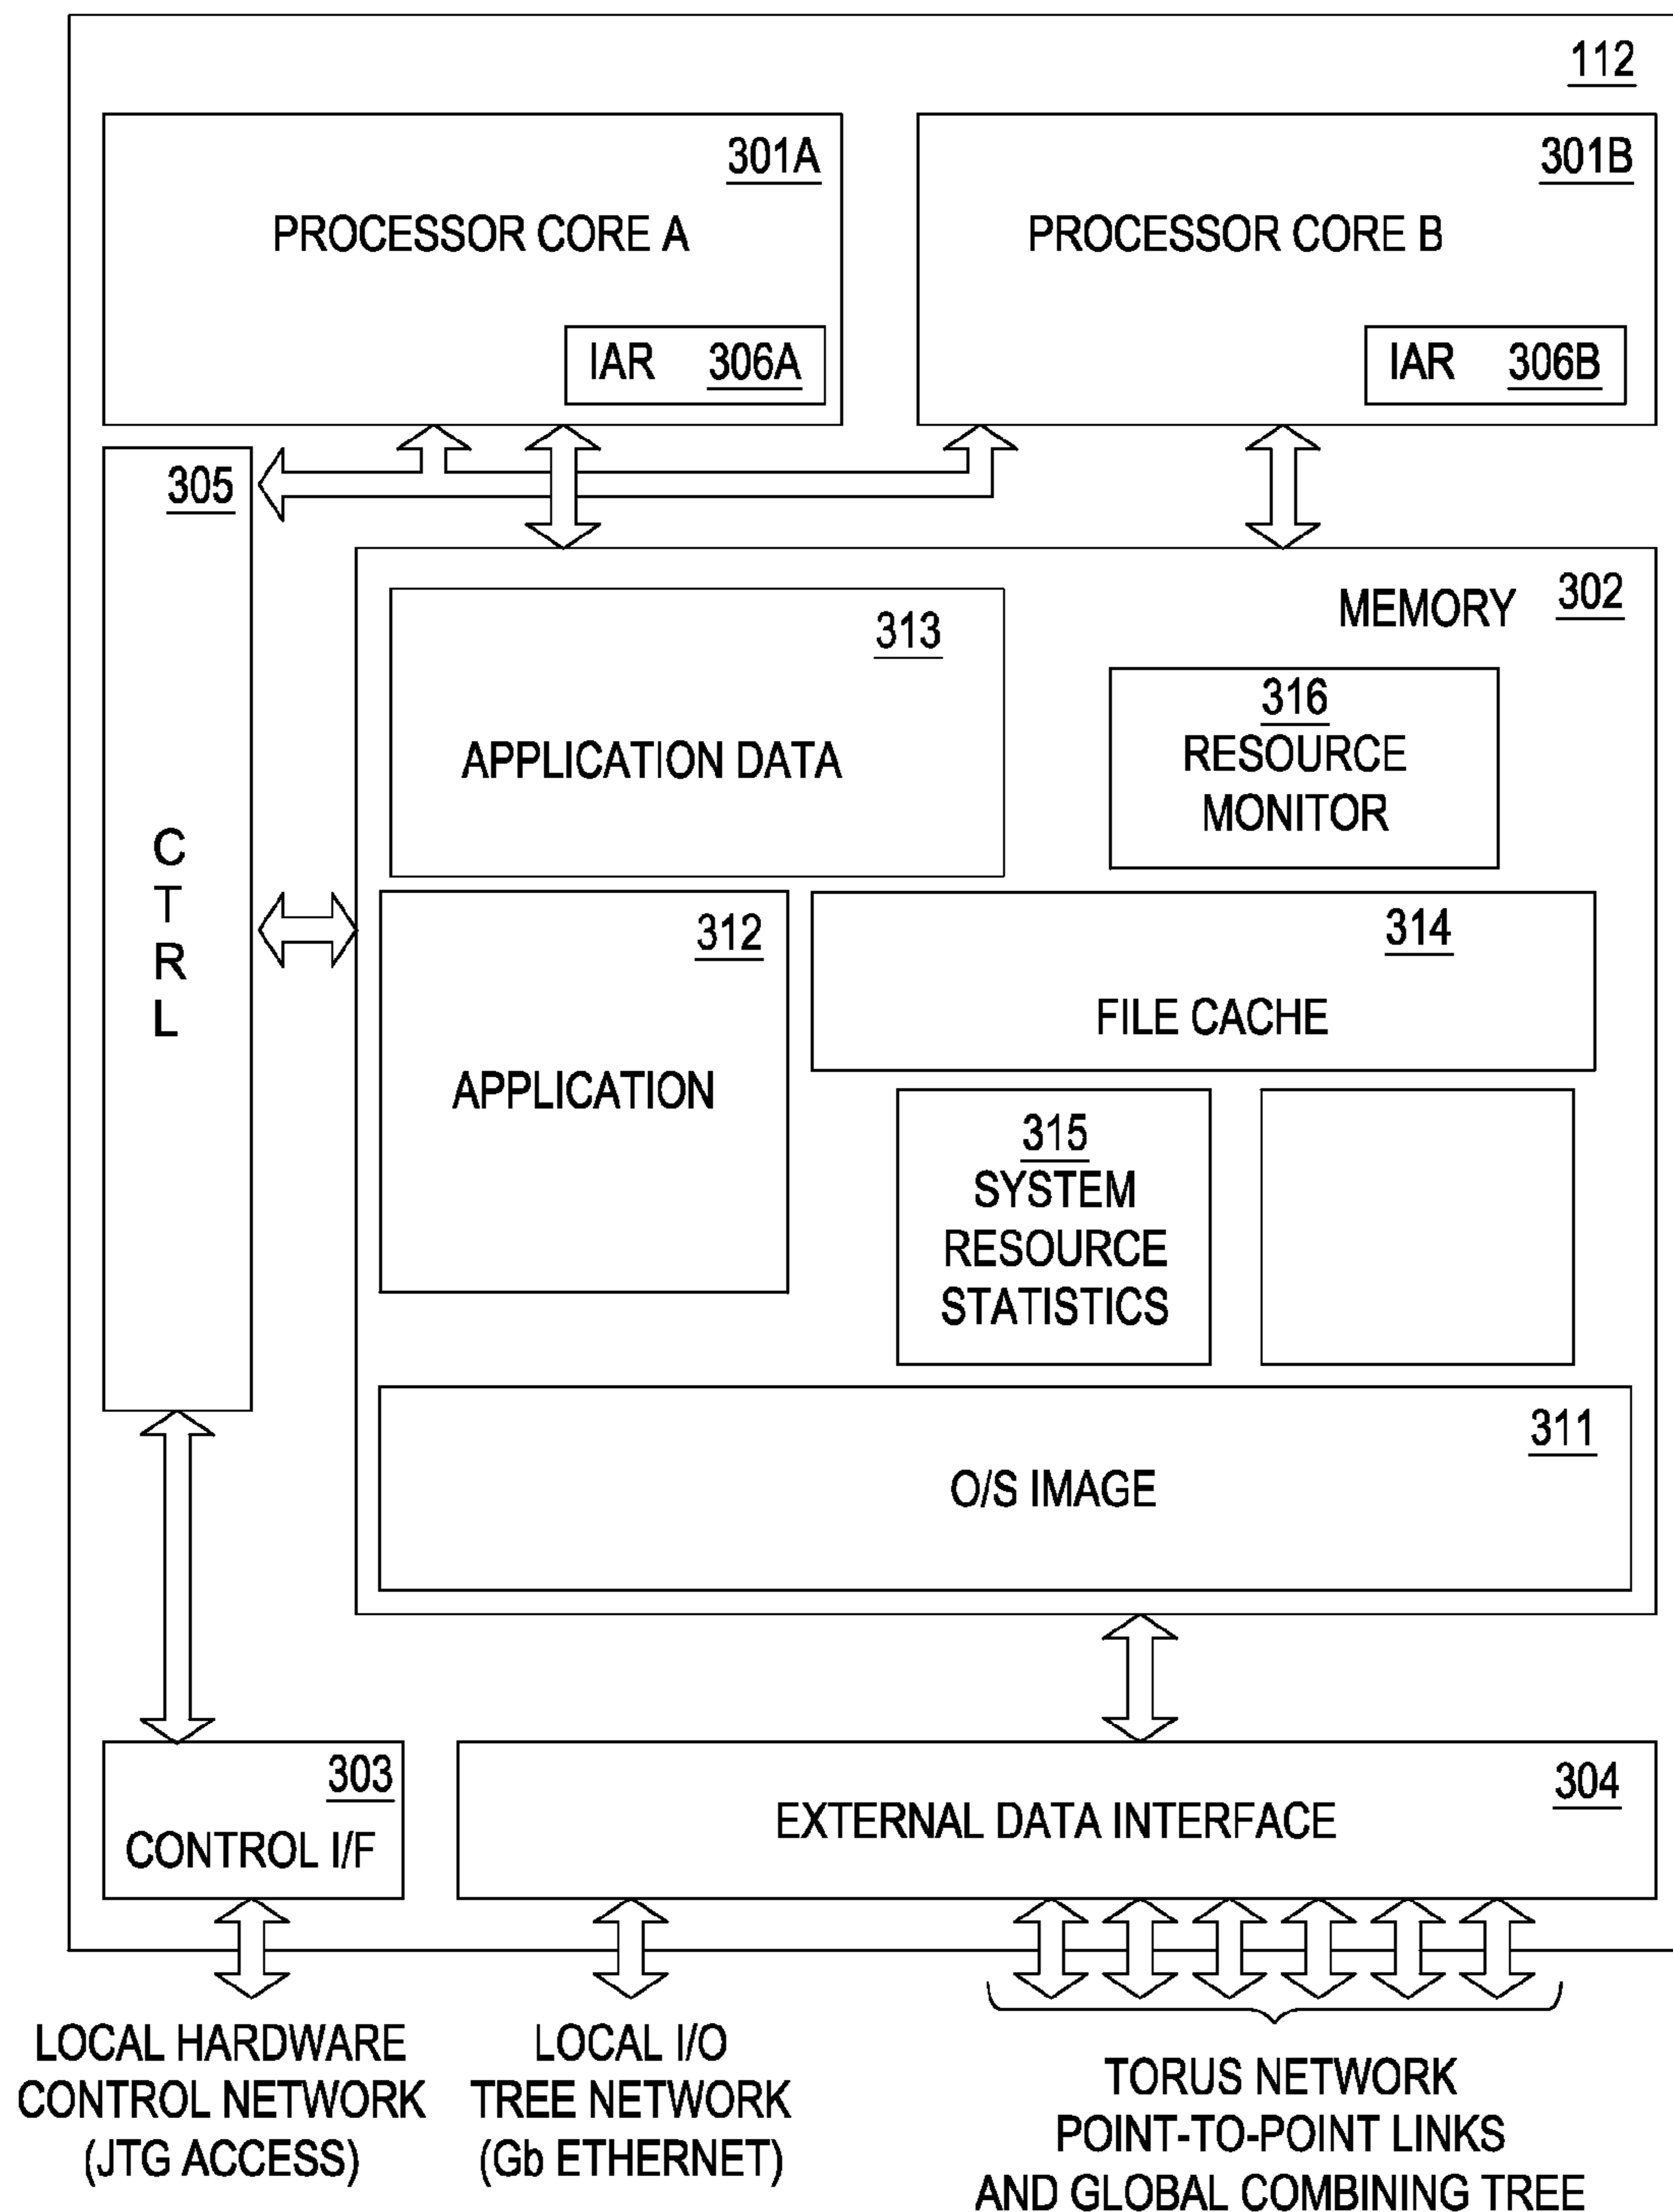 112
301A
PROCESSOR CORE A
IAR 306A
301B
PROCESSOR CORE B
IAR 306B
305
CTRL
MEMORY 302
313
APPLICATION DATA
316
RESOURCE
MONITOR
312
APPLICATION
314
FILE CACHE
315
SYSTEM
RESOURCE
STATISTICS
311
O/S IMAGE
303
CONTROL I/F
304
EXTERNAL DATA INTERFACE
LOCAL HARDWARE
CONTROL NETWORK
(JTG ACCESS)
LOCAL I/O
TREE NETWORK
(Gb ETHERNET)
TORUS NETWORK
POINT-TO-POINT LINKS
AND GLOBAL COMBINING TREE